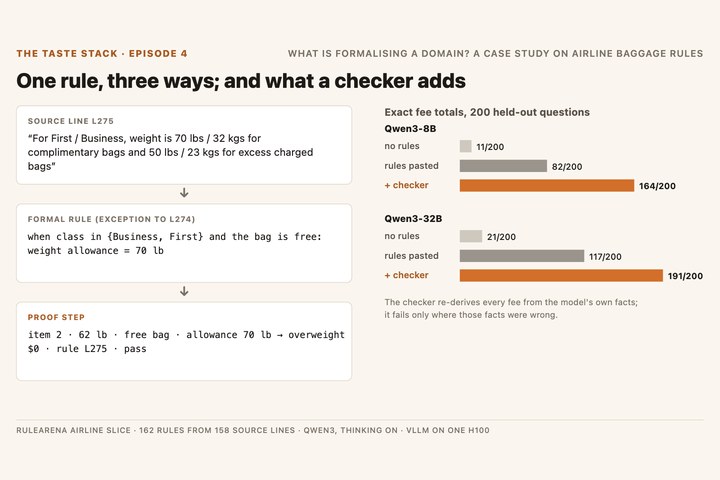 THE TASTE STACK · EPISODE 4
WHAT IS FORMALISING A DOMAIN? A CASE STUDY ON AIRLINE BAGGAGE RULES
One rule, three ways; and what a checker adds
SOURCE LINE L275
“For First / Business, weight is 70 lbs / 32 kgs for
complimentary bags and 50 lbs / 23 kgs for excess charged
bags”
FORMAL RULE (EXCEPTION TO L274)
when class in {Business, First} and the bag is free:
weight allowance = 70 lb
PROOF STEP
item 2 · 62 lb · free bag · allowance 70 lb → overweight
$0 · rule L275 · pass
Exact fee totals, 200 held-out questions
Qwen3-8B
no rules 11/200
rules pasted 82/200
+ checker 164/200
Qwen3-32B
no rules 21/200
rules pasted 117/200
+ checker 191/200
The checker re-derives every fee from the model's own facts;
it fails only where those facts were wrong.
RULEARENA AIRLINE SLICE · 162 RULES FROM 158 SOURCE LINES · QWEN3, THINKING ON · VLLM ON ONE H100